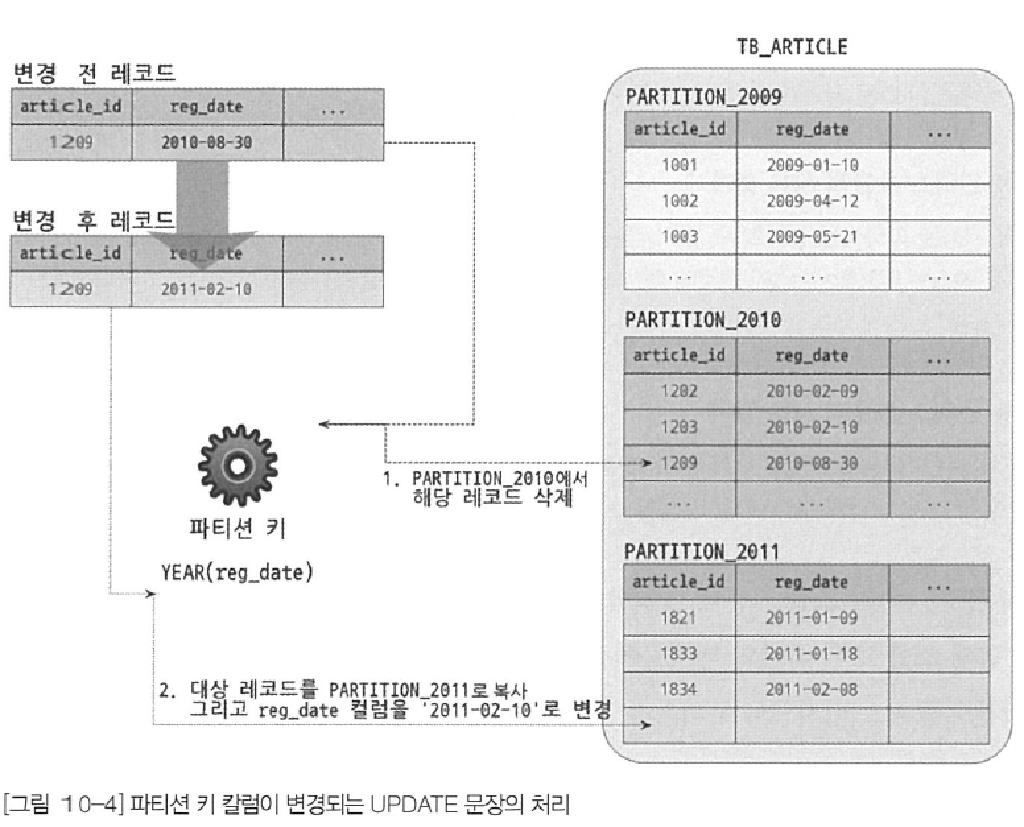 TB_ARTICLE
변경 전 레코드
article_id reg_date ...
1209 2010-08-30
변경 후 레코드
article_id reg_date ...
1209 2011-02-10
파티션 키
YEAR(reg_date)
1. PARTITION_2010에서
해당 레코드 삭제
2. 대상 레코드를 PARTITION_2011로 복사
그리고 reg_date 컬럼을 '2011-02-10'로 변경
PARTITION_2009
article_id reg_date ...
1001 2009-01-10
1002 2009-04-12
1003 2009-05-21
... ...
PARTITION_2010
article_id reg_date ...
1202 2010-02-09
1203 2010-02-10
1209 2010-08-30
... ... ...
PARTITION_2011
article_id reg_date ...
1821 2011-01-09
1833 2011-01-18
1834 2011-02-08
[그림 10-4] 파티션 키 칼럼이 변경되는 UPDATE 문장의 처리